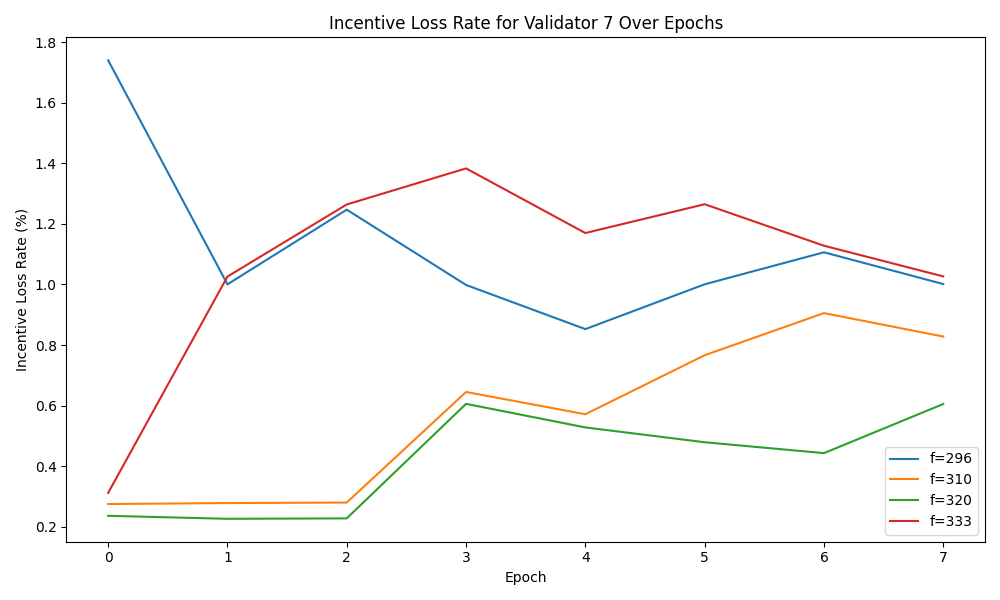 Incentive Loss Rate for Validator 7 Over Epochs
Incentive Loss Rate (%)
1.8
1.6
1.4
1.2
1.0
0.8
0.6
0.4
0.2
0 1 2 3 4 5 6 7
Epoch
f=296
f=310
f=320
f=333